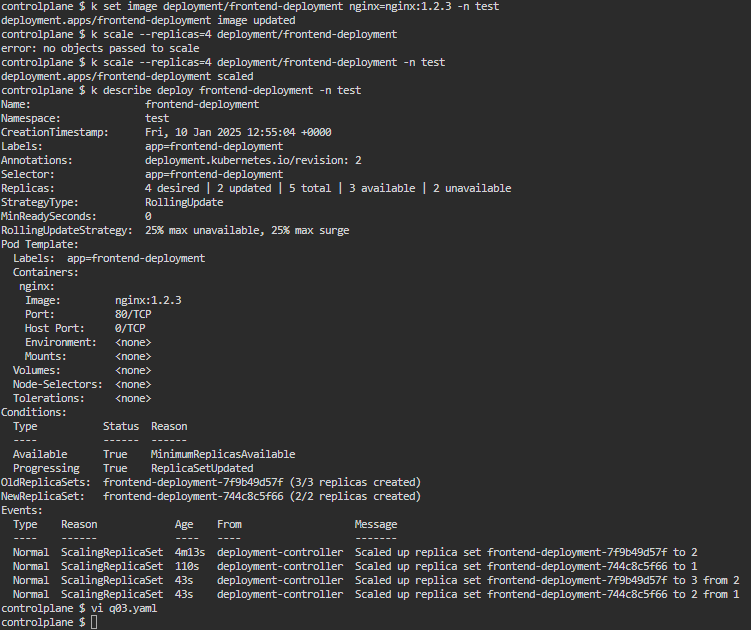 controlplane $ k set image deployment/frontend-deployment nginx=nginx:1.2.3 -n test
deployment.apps/frontend-deployment image updated
controlplane $ k scale --replicas=4 deployment/frontend-deployment
error: no objects passed to scale
controlplane $ k scale --replicas=4 deployment/frontend-deployment -n test
deployment.apps/frontend-deployment scaled
controlplane $ k describe deploy frontend-deployment -n test
Name:                   frontend-deployment
Namespace:              test
CreationTimestamp:      Fri, 10 Jan 2025 12:55:04 +0000
Labels:                 app=frontend-deployment
Annotations:            deployment.kubernetes.io/revision: 2
Selector:               app=frontend-deployment
Replicas:               4 desired | 2 updated | 5 total | 3 available | 2 unavailable
StrategyType:           RollingUpdate
MinReadySeconds:        0
RollingUpdateStrategy:  25% max unavailable, 25% max surge
Pod Template:
  Labels:  app=frontend-deployment
  Containers:
   nginx:
    Image:         nginx:1.2.3
    Port:          80/TCP
    Host Port:     0/TCP
    Environment:   <none>
    Mounts:        <none>
  Volumes:         <none>
  Node-Selectors:  <none>
  Tolerations:     <none>
Conditions:
  Type           Status  Reason
  ----           ------  ------
  Available      True    MinimumReplicasAvailable
  Progressing    True    ReplicaSetUpdated
OldReplicaSets:  frontend-deployment-7f9b49d57f (3/3 replicas created)
NewReplicaSet:   frontend-deployment-744c8c5f66 (2/2 replicas created)
Events:
  Type    Reason             Age    From                   Message
  ----    ------             ----   ----                   -------
  Normal  ScalingReplicaSet  4m13s  deployment-controller  Scaled up replica set frontend-deployment-7f9b49d57f to 2
  Normal  ScalingReplicaSet  110s   deployment-controller  Scaled up replica set frontend-deployment-744c8c5f66 to 1
  Normal  ScalingReplicaSet  43s    deployment-controller  Scaled up replica set frontend-deployment-7f9b49d57f to 3 from 2
  Normal  ScalingReplicaSet  43s    deployment-controller  Scaled up replica set frontend-deployment-744c8c5f66 to 2 from 1
controlplane $ vi q03.yaml
controlplane $